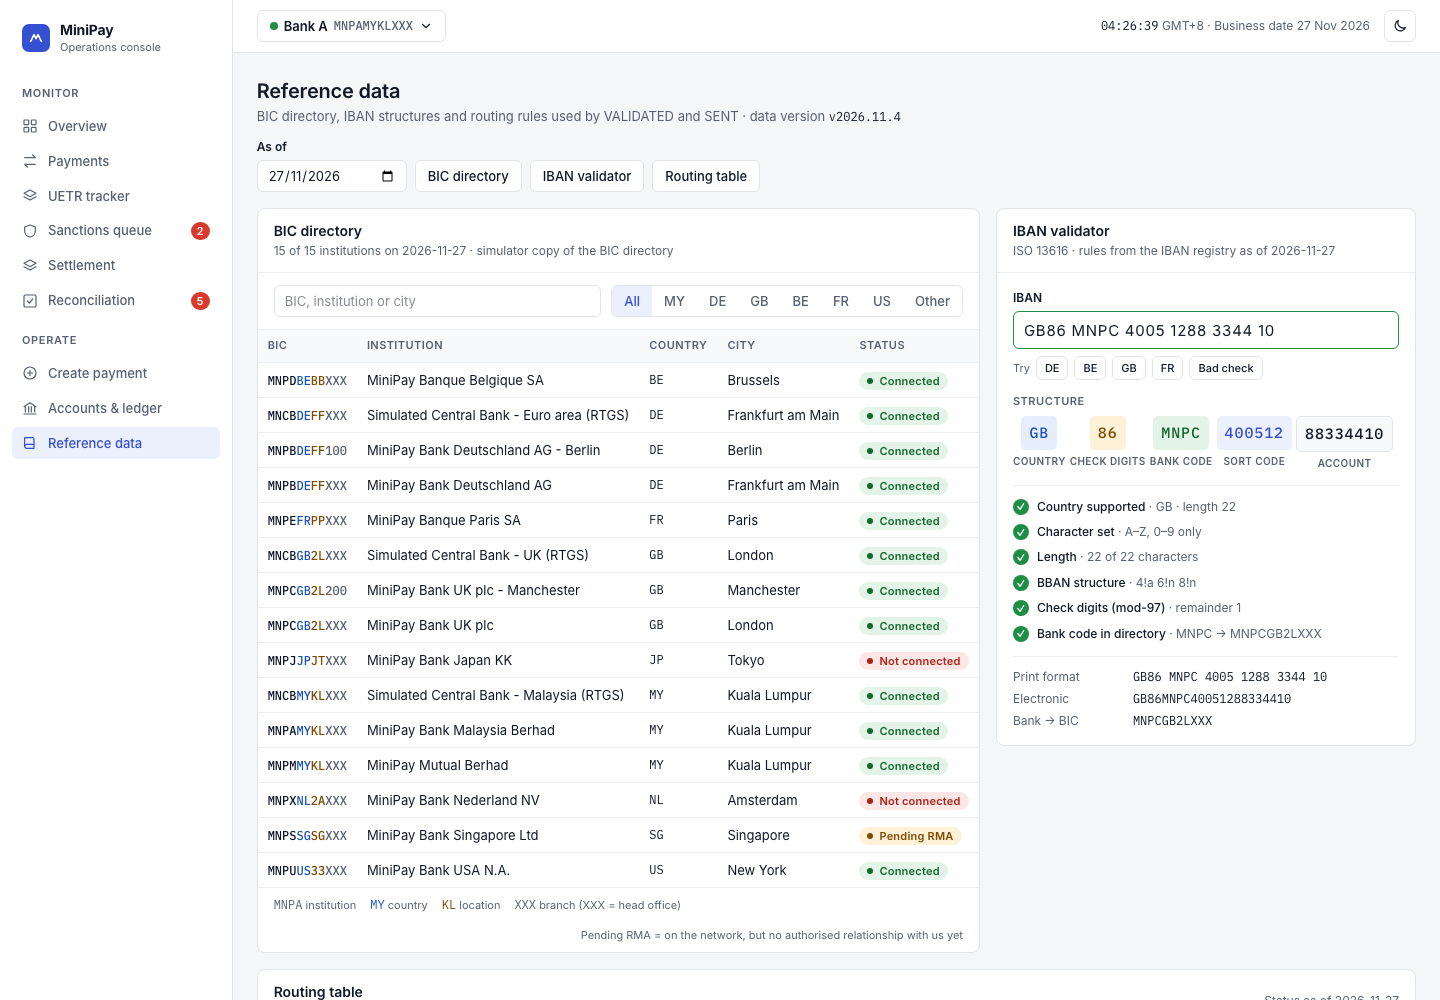 MiniPay
Operations console
MONITOR
Overview
Payments
UETR tracker
Sanctions queue 2
Settlement
Reconciliation 5
OPERATE
Create payment
Accounts & ledger
Reference data
Bank A MNPAMYKLXXX
04:26:39 GMT+8 · Business date 27 Nov 2026
Reference data
BIC directory, IBAN structures and routing rules used by VALIDATED and SENT · data version v2026.11.4
As of
27/11/2026 BIC directory IBAN validator Routing table
BIC directory
15 of 15 institutions on 2026-11-27 · simulator copy of the BIC directory
BIC, institution or city All MY DE GB BE FR US Other
BIC INSTITUTION COUNTRY CITY STATUS
MNPDBEBBXXX MiniPay Banque Belgique SA BE Brussels Connected
MNCBDEFFXXX Simulated Central Bank - Euro area (RTGS) DE Frankfurt am Main Connected
MNPBDEFF100 MiniPay Bank Deutschland AG - Berlin DE Berlin Connected
MNPBDEFFXXX MiniPay Bank Deutschland AG DE Frankfurt am Main Connected
MNPEFRPPXXX MiniPay Banque Paris SA FR Paris Connected
MNCBGB2LXXX Simulated Central Bank - UK (RTGS) GB London Connected
MNPCGB2L200 MiniPay Bank UK plc - Manchester GB Manchester Connected
MNPCGB2LXXX MiniPay Bank UK plc GB London Connected
MNPJJPJTXXX MiniPay Bank Japan KK JP Tokyo Not connected
MNCBMYKLXXX Simulated Central Bank - Malaysia (RTGS) MY Kuala Lumpur Connected
MNPAMYKLXXX MiniPay Bank Malaysia Berhad MY Kuala Lumpur Connected
MNPMMYKLXXX MiniPay Mutual Berhad MY Kuala Lumpur Connected
MNPXNL2AXXX MiniPay Bank Nederland NV NL Amsterdam Not connected
MNPSSGSGXXX MiniPay Bank Singapore Ltd SG Singapore Pending RMA
MNPUUS33XXX MiniPay Bank USA N.A. US New York Connected
MNPA institution MY country KL location XXX branch (XXX = head office)
Pending RMA = on the network, but no authorised relationship with us yet
IBAN validator
ISO 13616 · rules from the IBAN registry as of 2026-11-27
IBAN
GB86 MNPC 4005 1288 3344 10
Try DE BE GB FR Bad check
STRUCTURE
GB 86 MNPC 400512 88334410
COUNTRY CHECK DIGITS BANK CODE SORT CODE ACCOUNT
Country supported · GB · length 22
Character set · A–Z, 0–9 only
Length · 22 of 22 characters
BBAN structure · 4!a 6!n 8!n
Check digits (mod-97) · remainder 1
Bank code in directory · MNPC → MNPCGB2LXXX
Print format GB86 MNPC 4005 1288 3344 10
Electronic GB86MNPC40051288334410
Bank → BIC MNPCGB2LXXX
Routing table
Status as of 2026-11-27